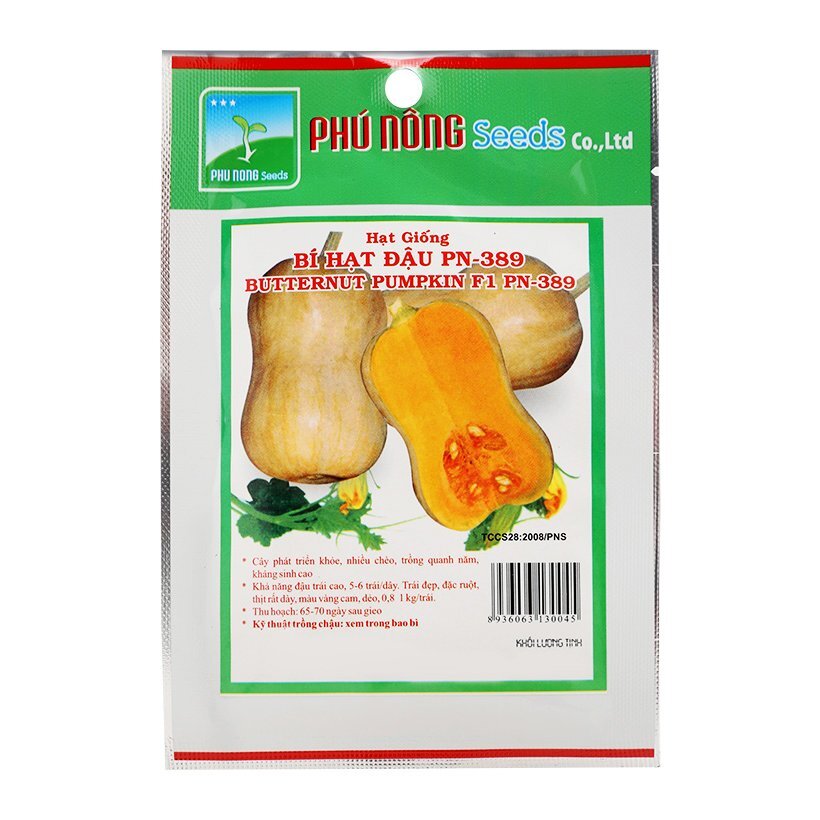 PHÚ NÔNG Seeds Co.,Ltd
PHU NONG Seeds
Hạt Giống
BÍ HẠT ĐẬU PN-389
BUTTERNUT PUMPKIN F1 PN-389
TCCS28:2008/PNS
* Cây phát triển khỏe, nhiều chèo, trồng quanh năm,
kháng sinh cao
* Khả năng đậu trái cao, 5-6 trái/dây. Trái đẹp, đặc ruột,
thịt rất dày, màu vàng cam, dẻo, 0,8 1 kg/trái.
* Thu hoạch: 65-70 ngày sau gieo
* Kỹ thuật trồng chậu: xem trong bao bì
8 936063 130045
KHỐI LƯỢNG TỊNH